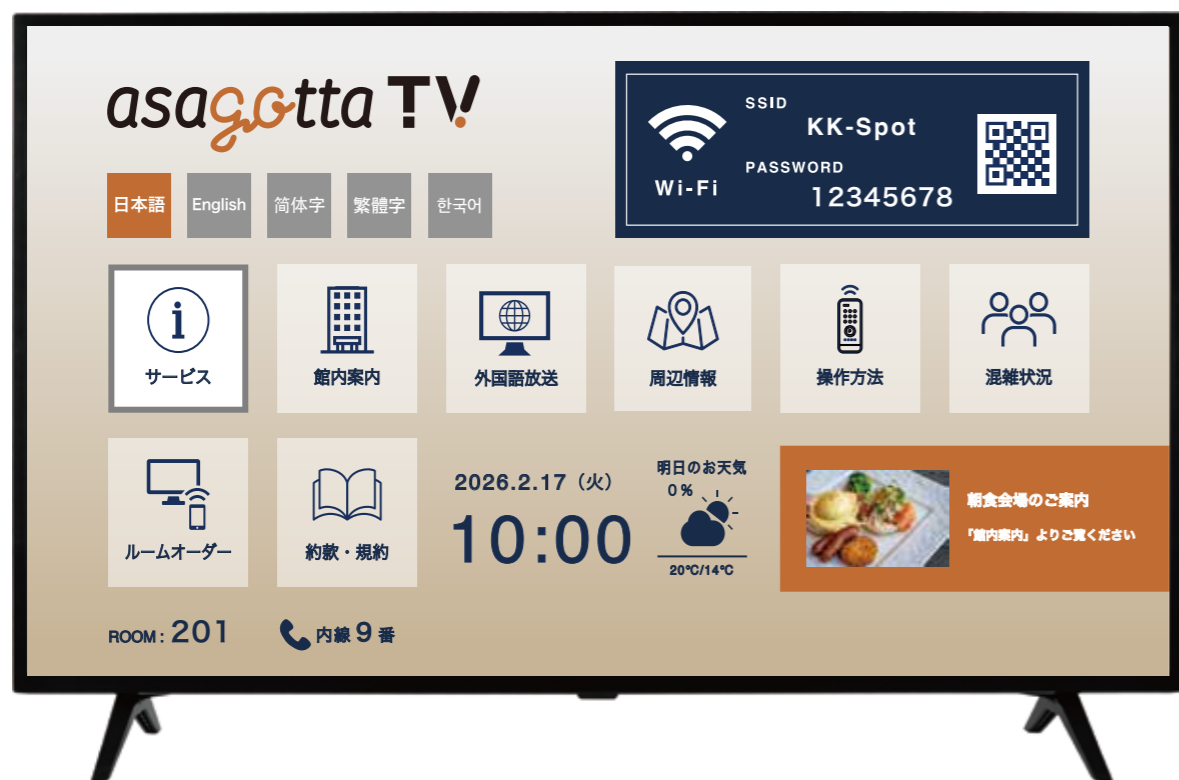 asagotta TV
SSID
KK-Spot
PASSWORD
12345678
Wi-Fi
日本語
English
简体字
繁體字
한국어
サービス
館内案内
外国語放送
周辺情報
操作方法
混雑状況
ルームオーダー
約款・規約
2026.2.17（火）
10:00
明日のお天気
0%
20℃/14℃
朝食会場のご案内
「館内案内」よりご覧ください
ROOM: 201
内線 9 番